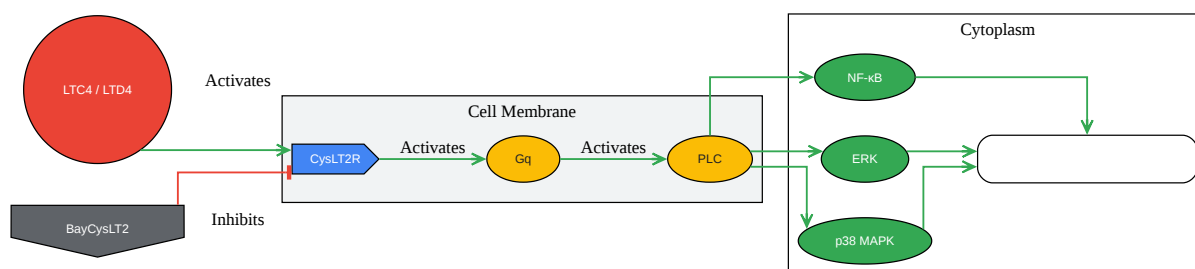 Cytoplasm
LTC4 / LTD4
Activates
NF-κB
Cell Membrane
CysLT2R
Activates
Gq
Activates
PLC
ERK
BayCysLT2
Inhibits
p38 MAPK